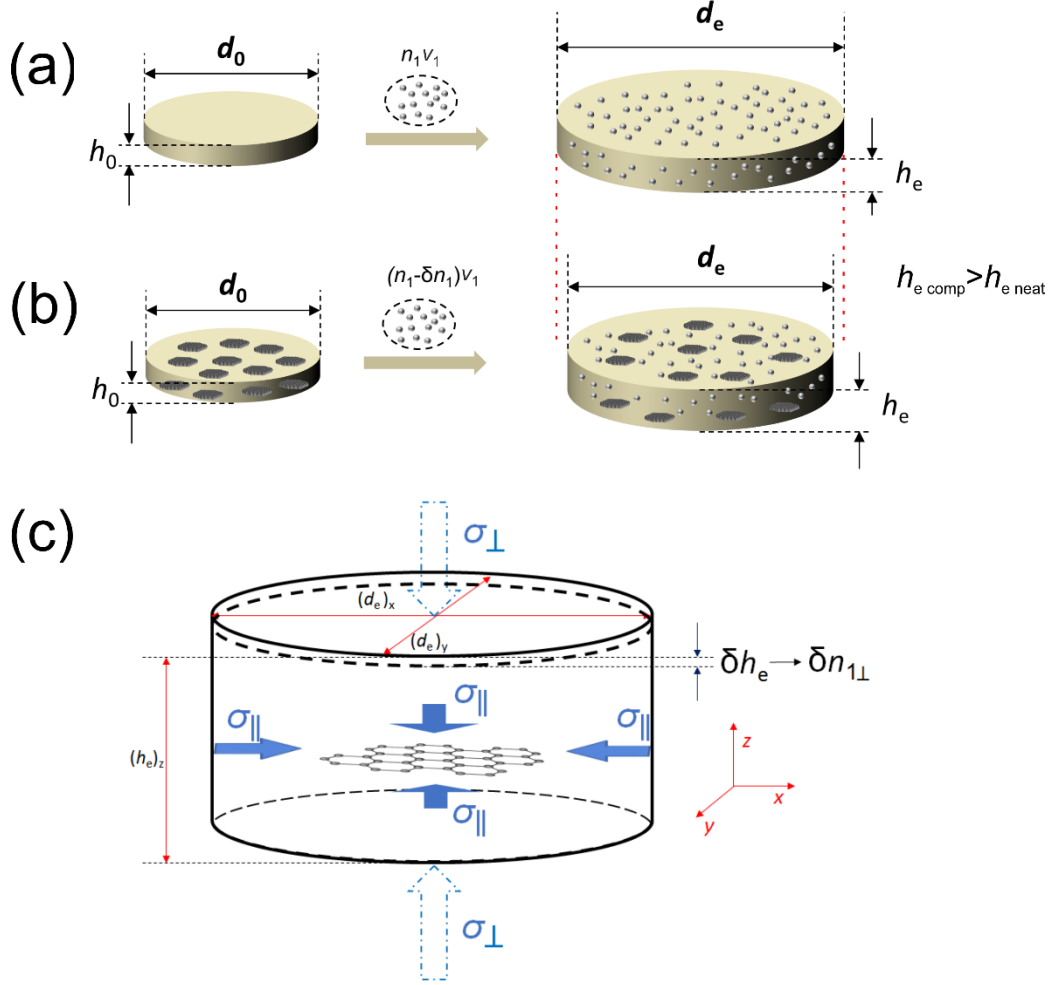 (a)
d₀
n₁v₁
dₑ
h₀
hₑ
(b)
d₀
(n₁-δn₁)v₁
dₑ
hₑ comp>hₑ neat
h₀
hₑ
(c)
σ⊥
(dₑ)x
(dₑ)y
δhₑ → δn₁⊥
σ∥
σ∥
σ∥
(hₑ)z
σ∥
z
x
y
σ⊥